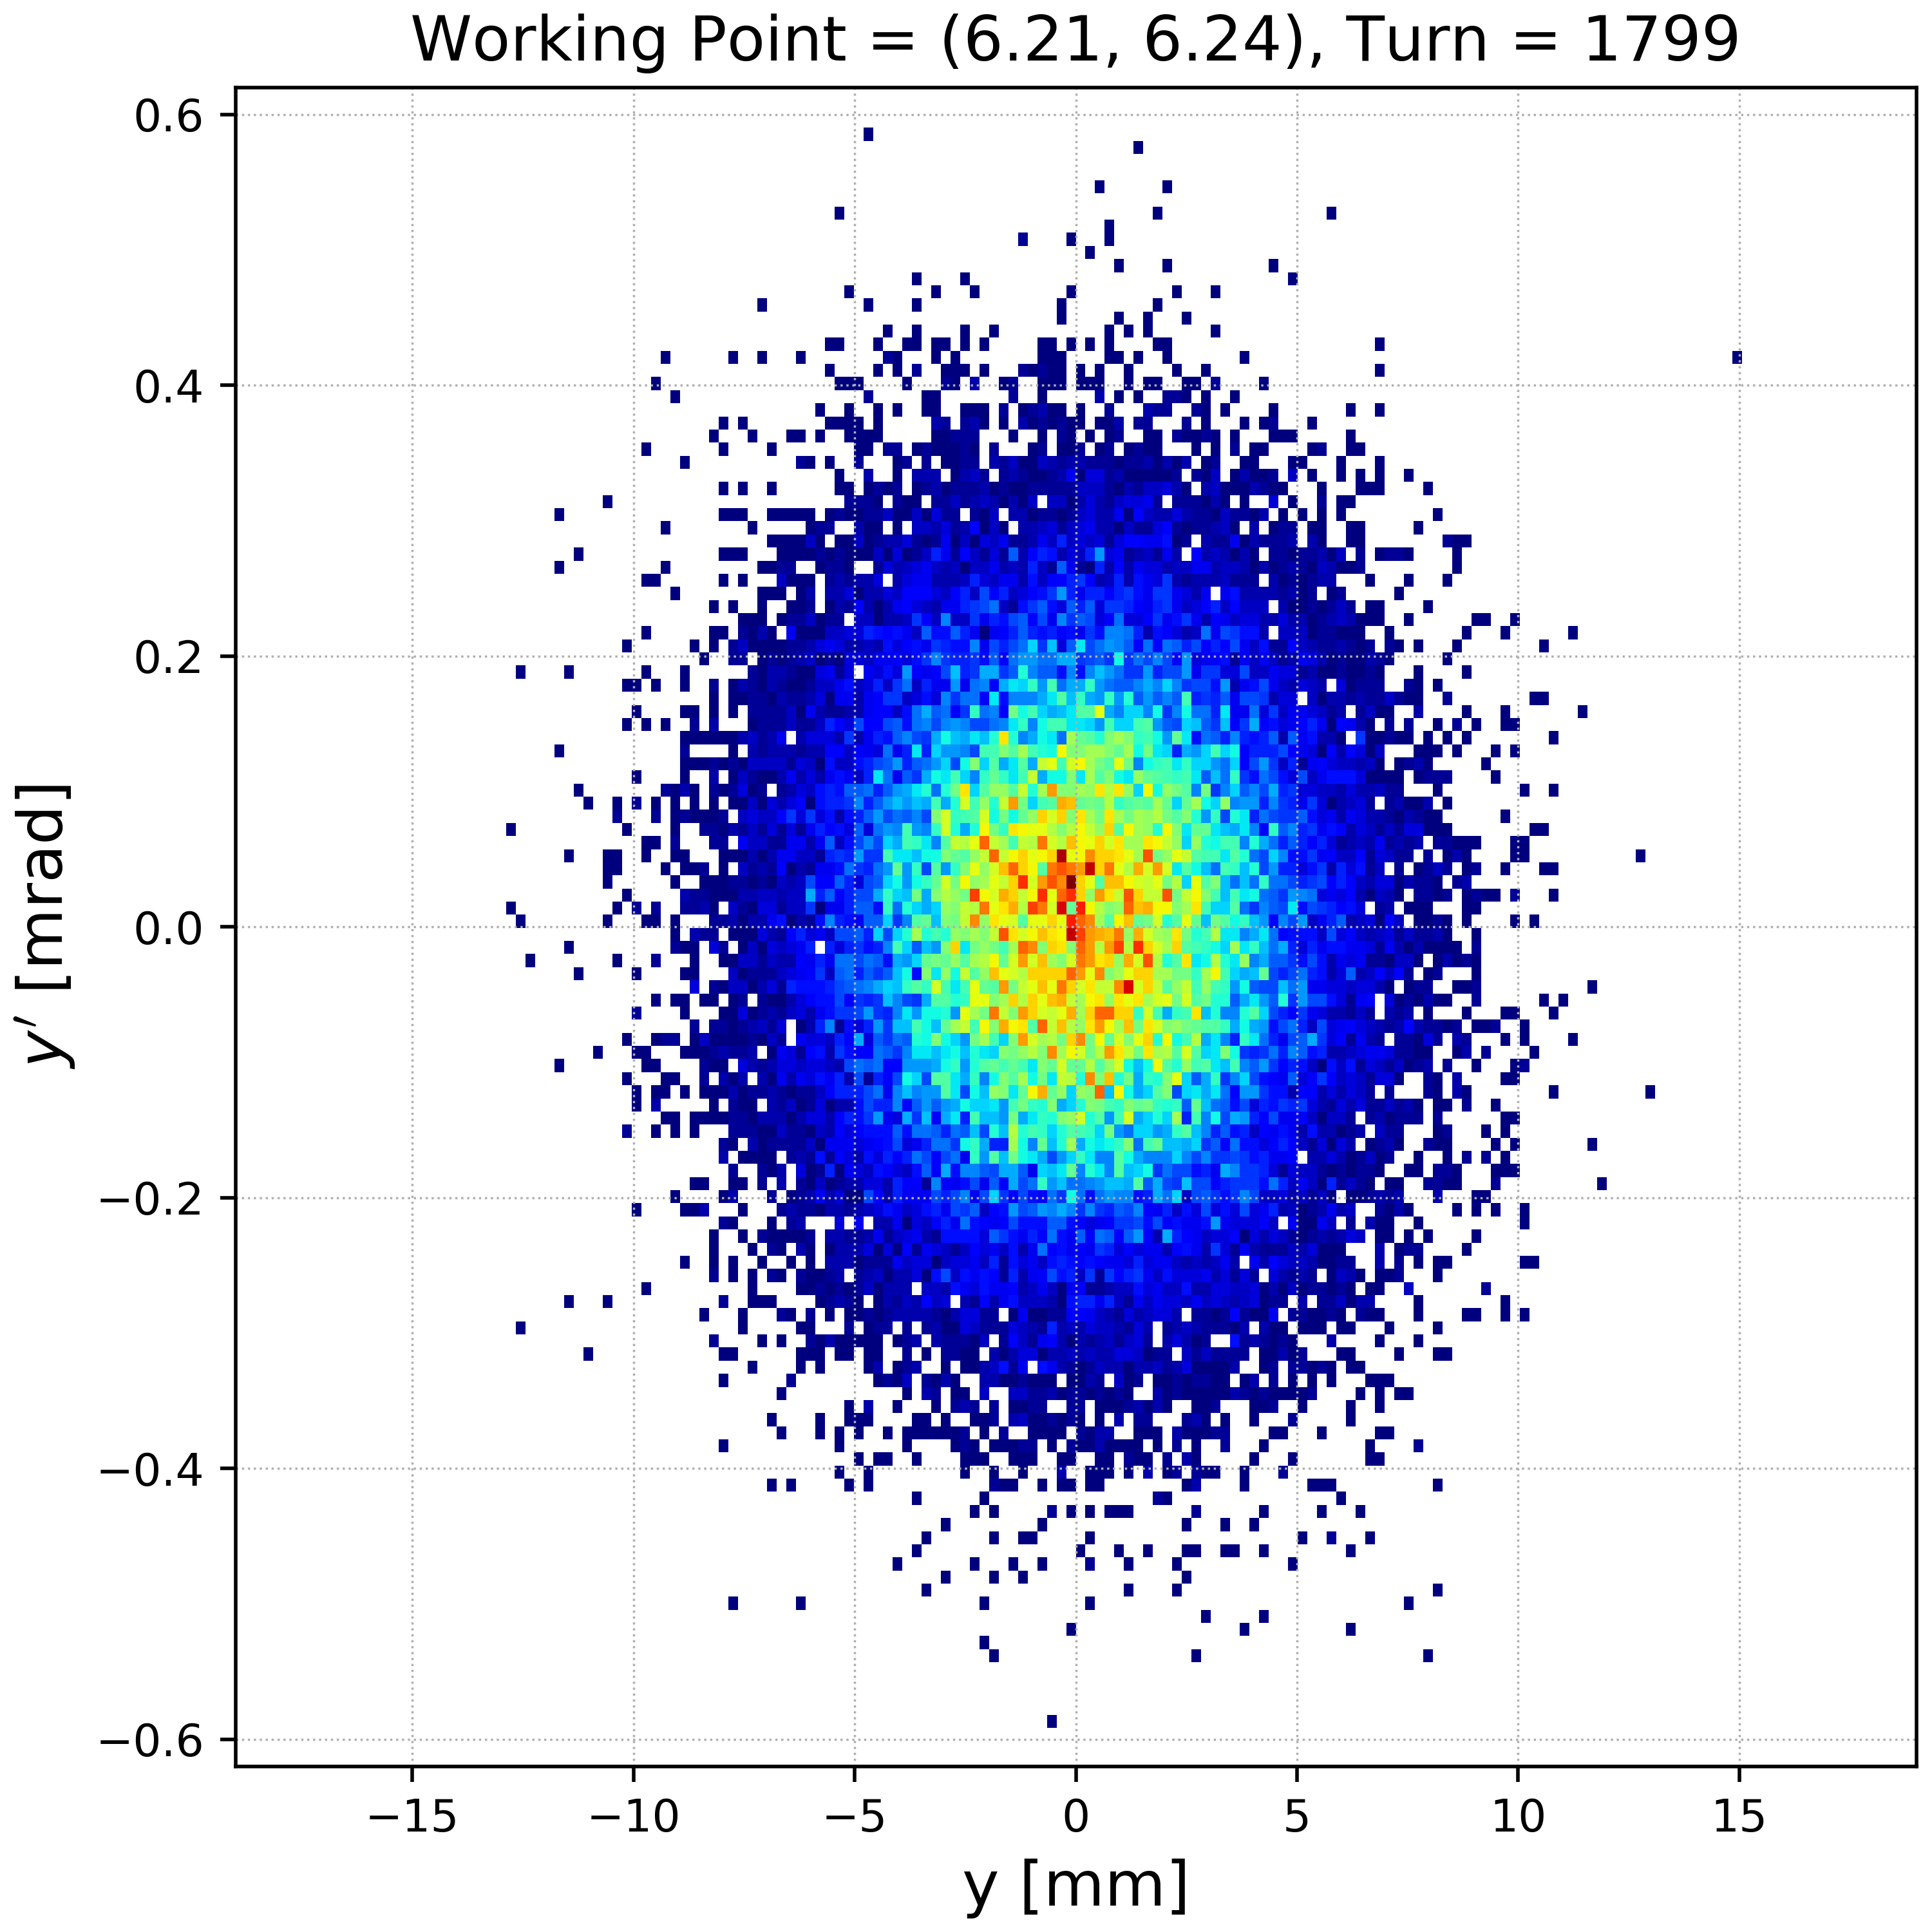 Working Point = (6.21, 6.24), Turn = 1799
0.6
0.4
0.2
0.0
−0.2
−0.4
−0.6
y′ [mrad]
−15 −10 −5 0 5 10 15
y [mm]